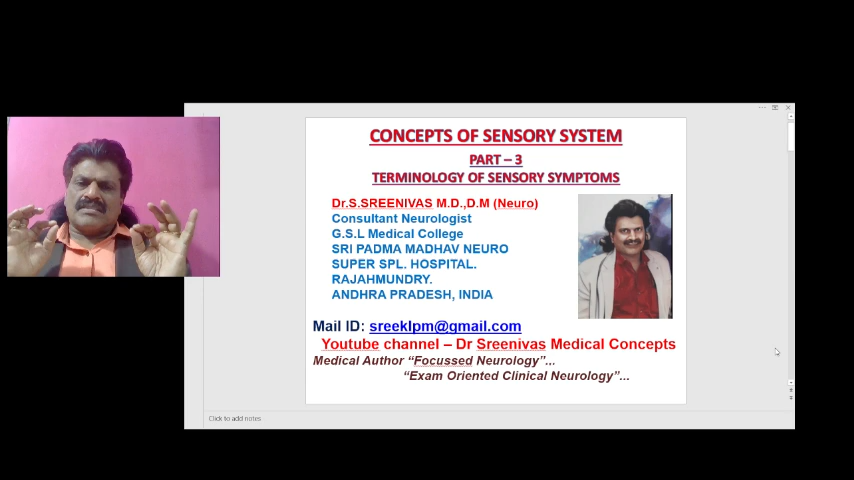 CONCEPTS OF SENSORY SYSTEM
PART – 3
TERMINOLOGY OF SENSORY SYMPTOMS
Dr.S.SREENIVAS M.D.,D.M (Neuro)
Consultant Neurologist
G.S.L Medical College
SRI PADMA MADHAV NEURO
SUPER SPL. HOSPITAL.
RAJAHMUNDRY.
ANDHRA PRADESH, INDIA
Mail ID: sreeklpm@gmail.com
Youtube channel – Dr Sreenivas Medical Concepts
Medical Author “Focussed Neurology”...
“Exam Oriented Clinical Neurology”...
Click to add notes